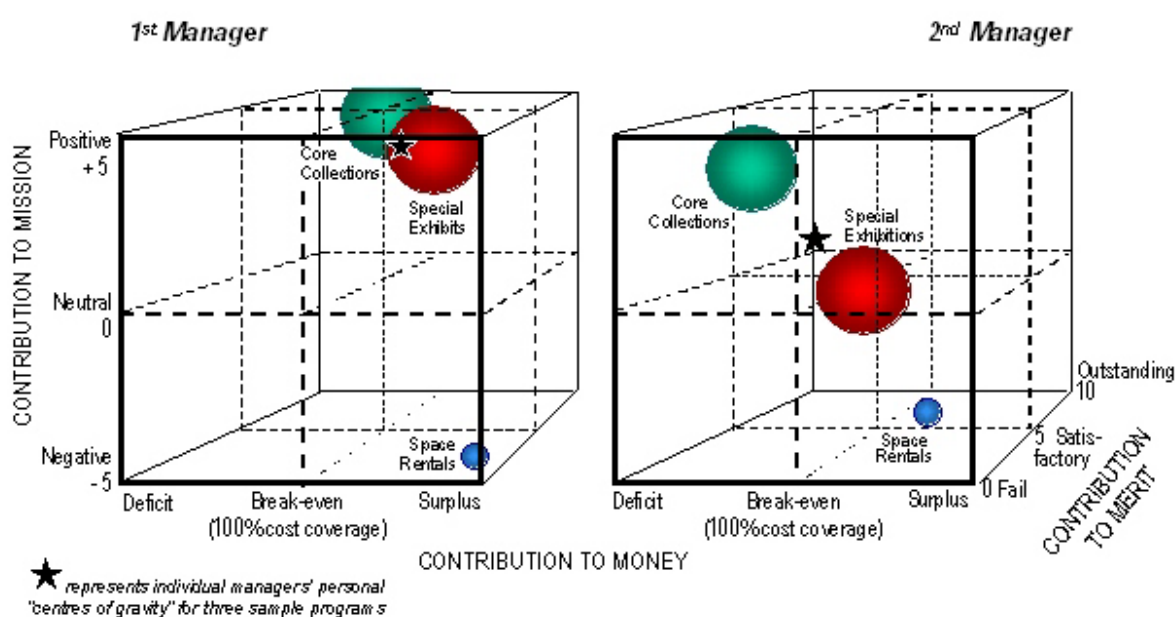 1st Manager
2nd Manager
CONTRIBUTION TO MISSION
Positive
+ 5
Neutral
0
Negative
- 5
Core
Collections
Special
Exhibits
Space
Rentals
Deficit
Break-even
(100%cost coverage)
Surplus
Core
Collections
Special
Exhibitions
Space
Rentals
Deficit
Break-even
(100%cost coverage)
Surplus
Outstanding
10
5 Satis-
factory
0 Fail
CONTRIBUTION
TO MERIT
CONTRIBUTION TO MONEY
represents individual managers' personal
"centres of gravity" for three sample programs